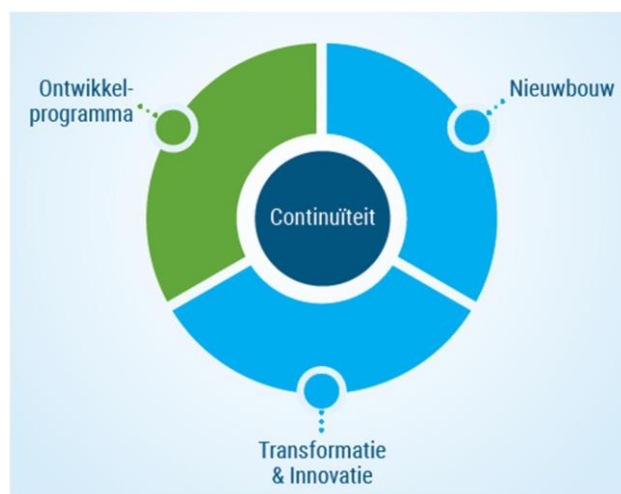 Ontwikkel-
programma
Nieuwbouw
Continuïteit
Transformatie
& Innovatie